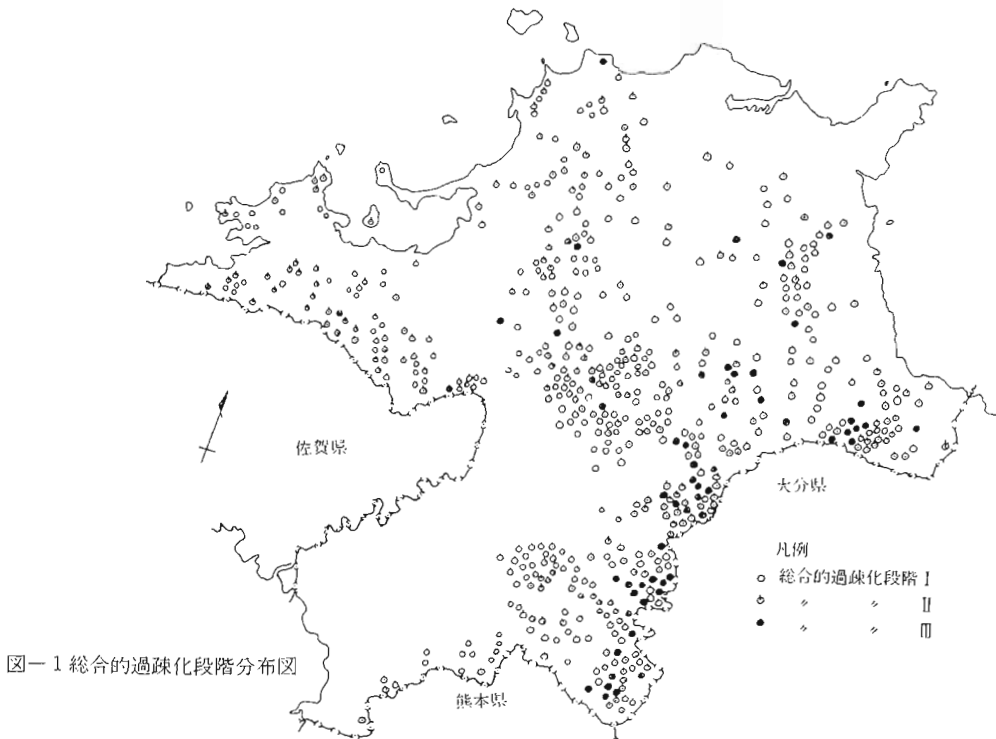 佐賀県
大分県
凡例
総合的過疎化段階 I
〃 〃 II
〃 〃 III
図－1 総合的過疎化段階分布図
熊本県